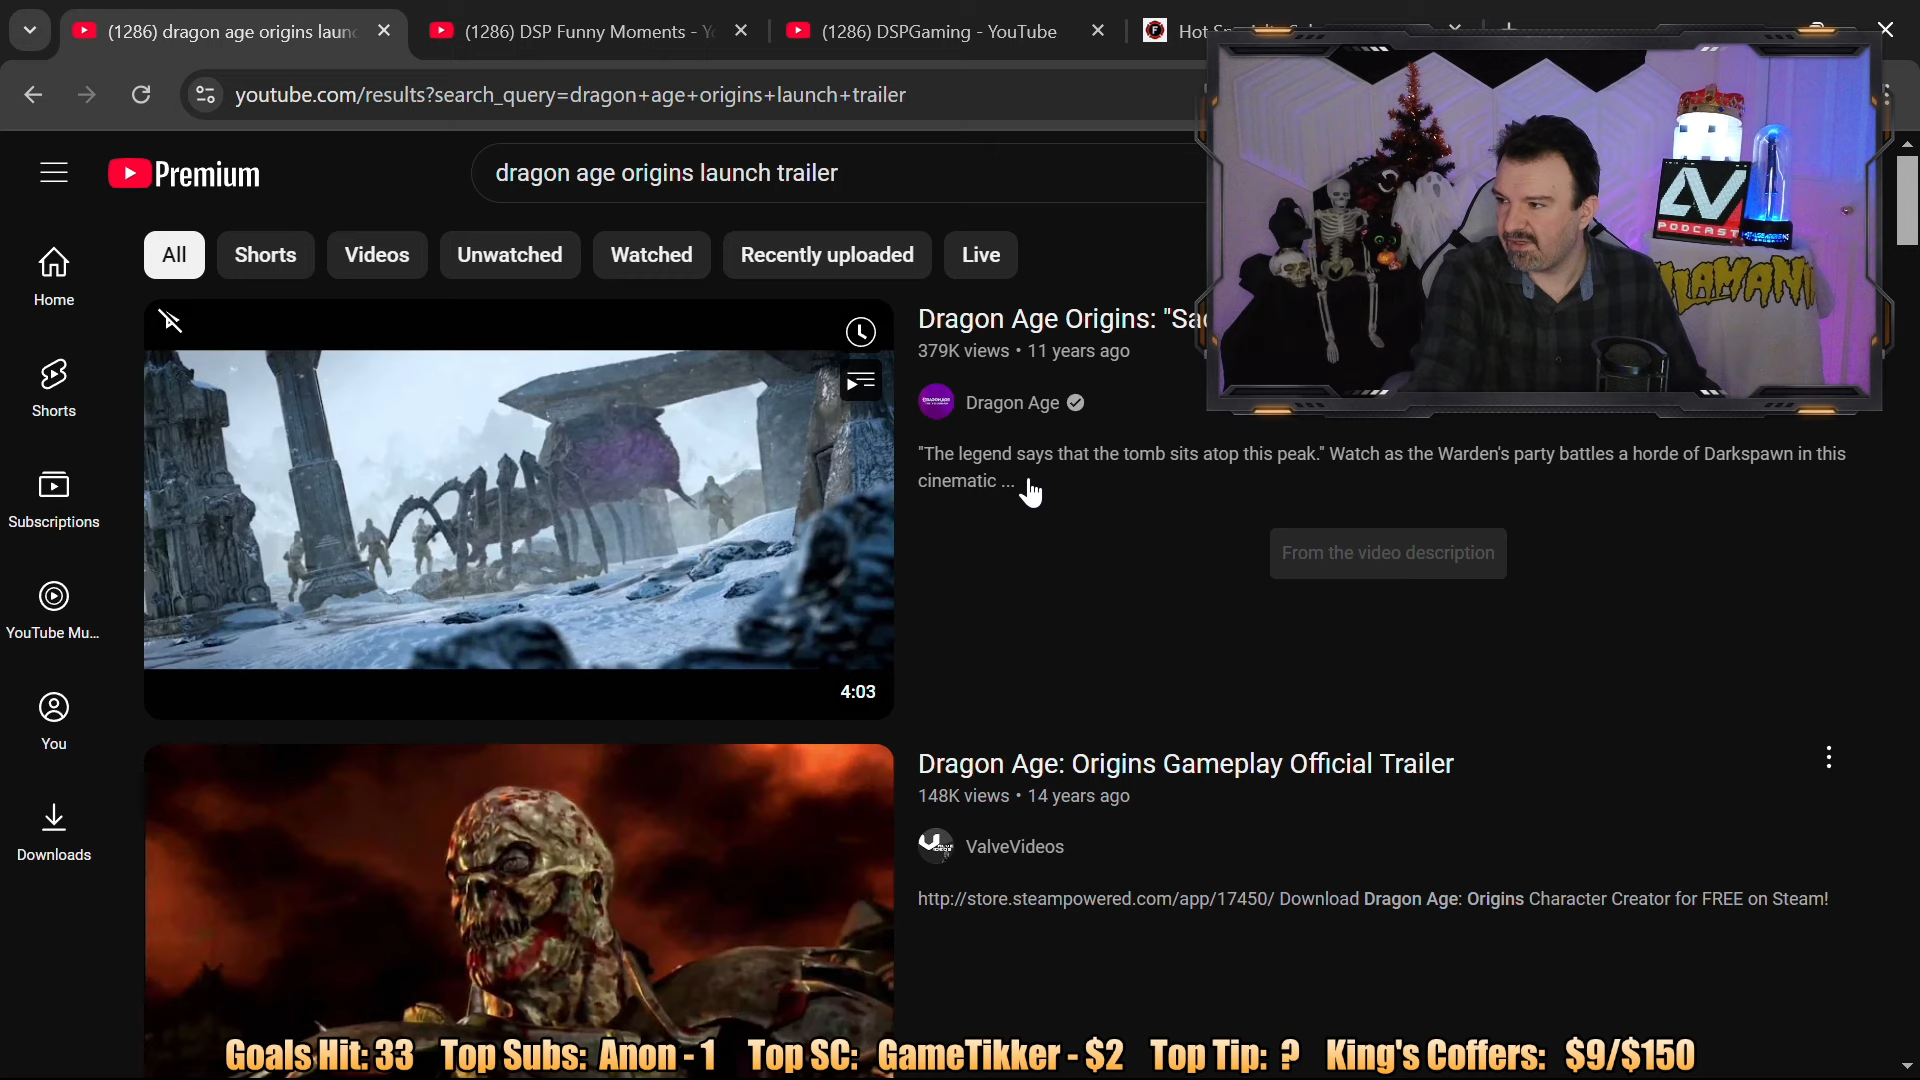 (1286) dragon age origins laun
(1286) DSP Funny Moments - Y
(1286) DSPGaming - YouTube
Hot
youtube.com/results?search_query=dragon+age+origins+launch+trailer
Premium
dragon age origins launch trailer
All
Shorts
Videos
Unwatched
Watched
Recently uploaded
Live
Home
Shorts
Subscriptions
YouTube Mu...
You
Downloads
4:03
Dragon Age Origins: "Sac
379K views • 11 years ago
Dragon Age
"The legend says that the tomb sits atop this peak." Watch as the Warden's party battles a horde of Darkspawn in this
cinematic ...
From the video description
Dragon Age: Origins Gameplay Official Trailer
148K views • 14 years ago
ValveVideos
http://store.steampowered.com/app/17450/ Download Dragon Age: Origins Character Creator for FREE on Steam!
PODCAST
Goals Hit: 33 Top Subs: Anon - 1 Top SC: GameTikker - $2 Top Tip: ? King's Coffers: $9/$150